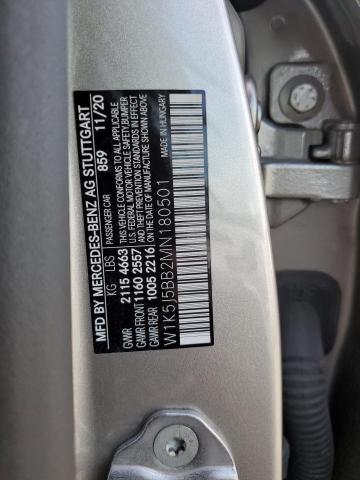 MFD BY MERCEDES-BENZ AG STUTTGART
PASSENGER CAR 859 11/20
KG LBS
GVWR 2115 4663
GAWR FRONT 1160 2557
GAWR REAR 1005 2216
THIS VEHICLE CONFORMS TO ALL APPLICABLE
U.S. FEDERAL MOTOR VEHICLE SAFETY, BUMPER
AND THEFT PREVENTION STANDARDS IN EFFECT
ON THE DATE OF MANUFACTURE SHOWN ABOVE
W1K5J5BB2MN180501
MADE IN HUNGARY